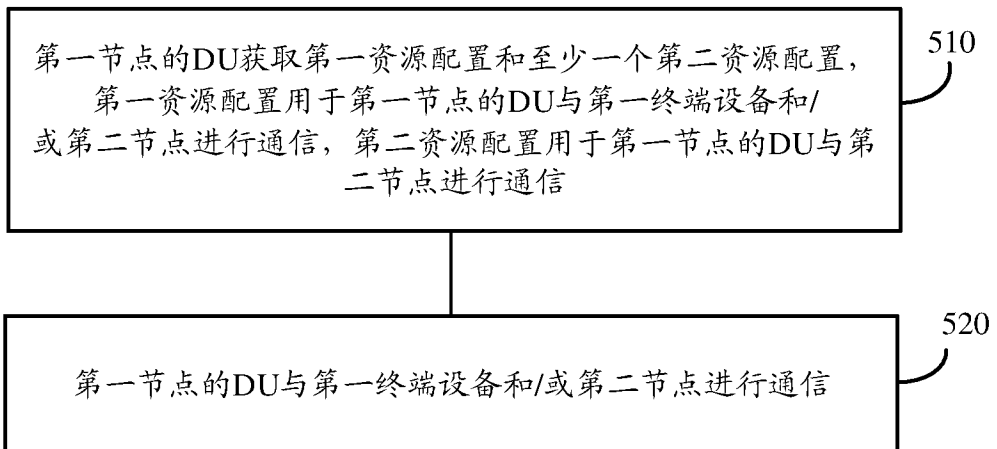 第一节点的DU获取第一资源配置和至少一个第二资源配置，
第一资源配置用于第一节点的DU与第一终端设备和/
或第二节点进行通信，第二资源配置用于第一节点的DU与第
二节点进行通信
510
第一节点的DU与第一终端设备和/或第二节点进行通信
520